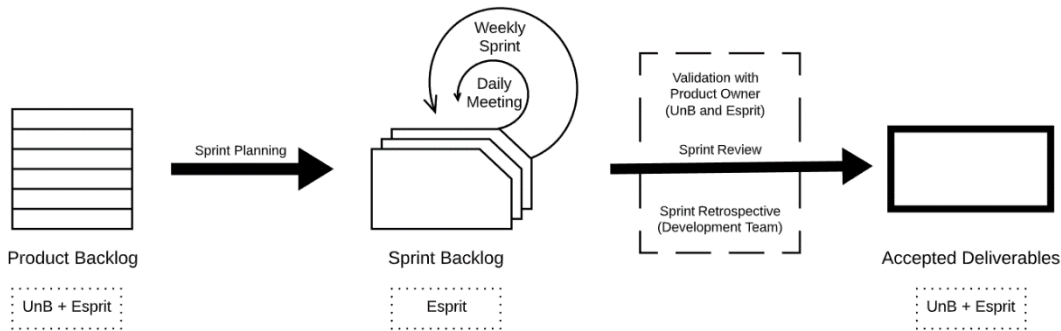 Weekly
Sprint
Daily
Meeting
Validation with
Product Owner
(UnB and Esprit)
Sprint Planning
Sprint Review
Sprint Retrospective
(Development Team)
Product Backlog
Sprint Backlog
Accepted Deliverables
UnB + Esprit
Esprit
UnB + Esprit